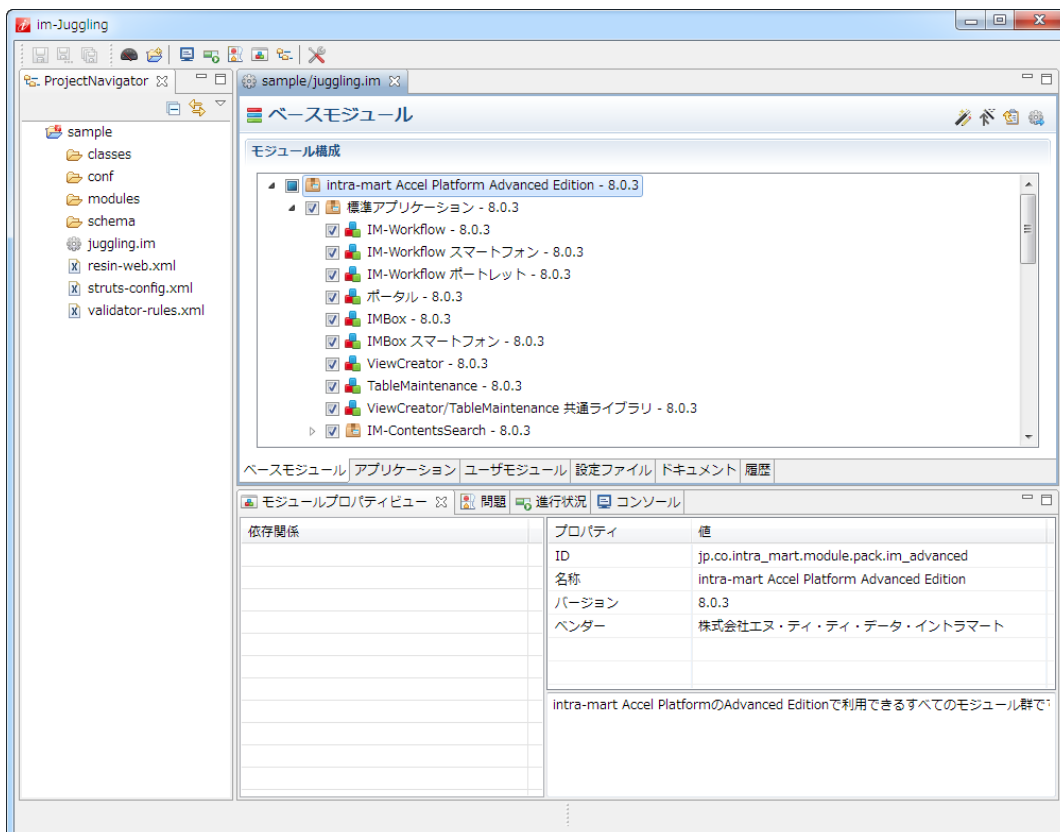 im-Juggling
ProjectNavigator
sample
classes
conf
modules
schema
juggling.im
resin-web.xml
struts-config.xml
validator-rules.xml
sample/juggling.im
ベースモジュール
モジュール構成
intra-mart Accel Platform Advanced Edition - 8.0.3
標準アプリケーション - 8.0.3
IM-Workflow - 8.0.3
IM-Workflow スマートフォン - 8.0.3
IM-Workflow ポートレット - 8.0.3
ポータル - 8.0.3
IMBox - 8.0.3
IMBox スマートフォン - 8.0.3
ViewCreator - 8.0.3
TableMaintenance - 8.0.3
ViewCreator/TableMaintenance 共通ライブラリ - 8.0.3
IM-ContentsSearch - 8.0.3
ベースモジュール アプリケーション ユーザモジュール 設定ファイル ドキュメント 履歴
モジュールプロパティビュー 問題 進行状況 コンソール
依存関係
プロパティ 値
ID jp.co.intra_mart.module.pack.im_advanced
名称 intra-mart Accel Platform Advanced Edition
バージョン 8.0.3
ベンダー 株式会社エヌ・ティ・ティ・データ・イントラマート
intra-mart Accel PlatformのAdvanced Editionで利用できるすべてのモジュール群で